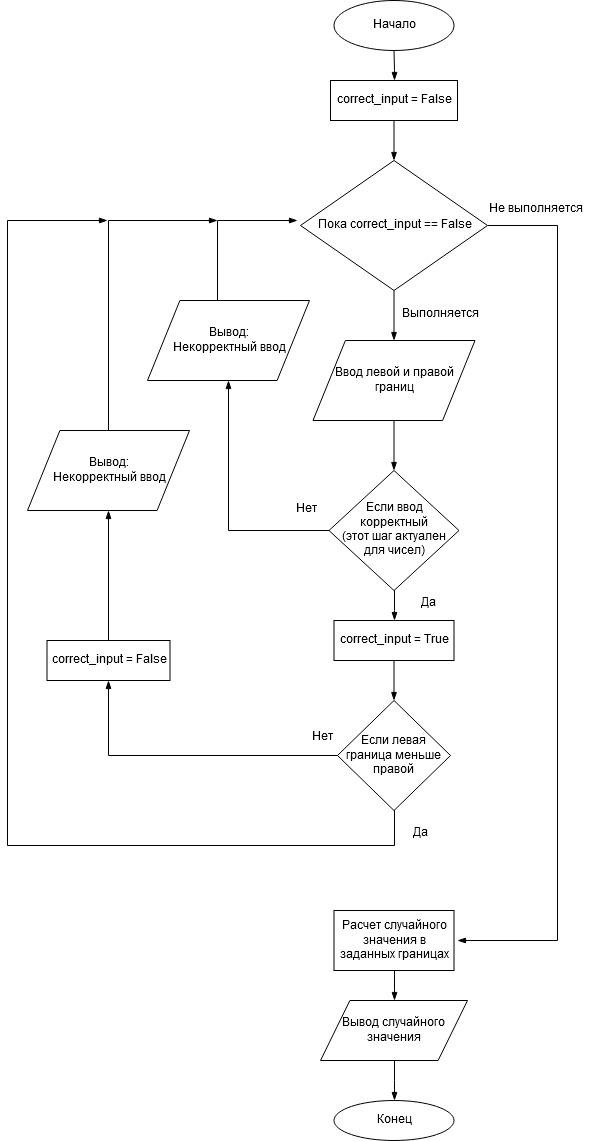 Начало
correct_input = False
Пока correct_input == False
Не выполняется
Выполняется
Вывод:
Некорректный ввод
Ввод левой и правой
границ
Вывод:
Некорректный ввод
Нет
Если ввод
корректный
(этот шаг актуален
для чисел)
Да
correct_input = True
correct_input = False
Нет
Если левая
граница меньше
правой
Да
Расчет случайного
значения в
заданных границах
Вывод случайного
значения
Конец